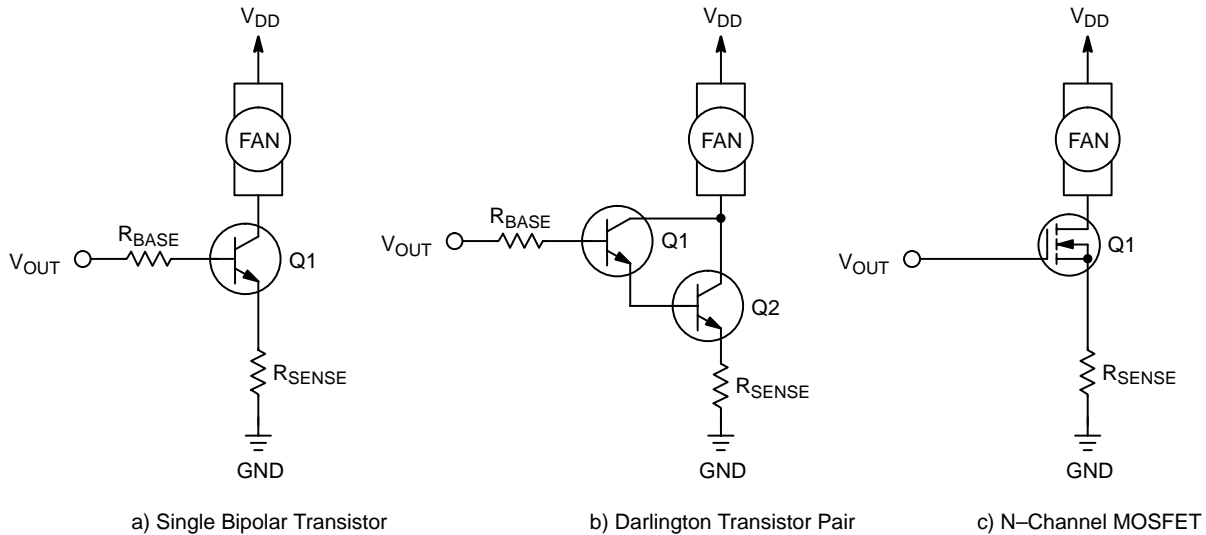 VDD
FAN
RBASE
VOUT
Q1
RSENSE
GND
a) Single Bipolar Transistor
VDD
FAN
RBASE
VOUT
Q1
Q2
RSENSE
GND
b) Darlington Transistor Pair
VDD
FAN
Q1
VOUT
RSENSE
GND
c) N–Channel MOSFET